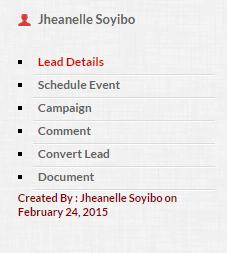 Jheanelle Soyibo
Lead Details
Schedule Event
Campaign
Comment
Convert Lead
Document
Created By : Jheanelle Soyibo on
February 24, 2015